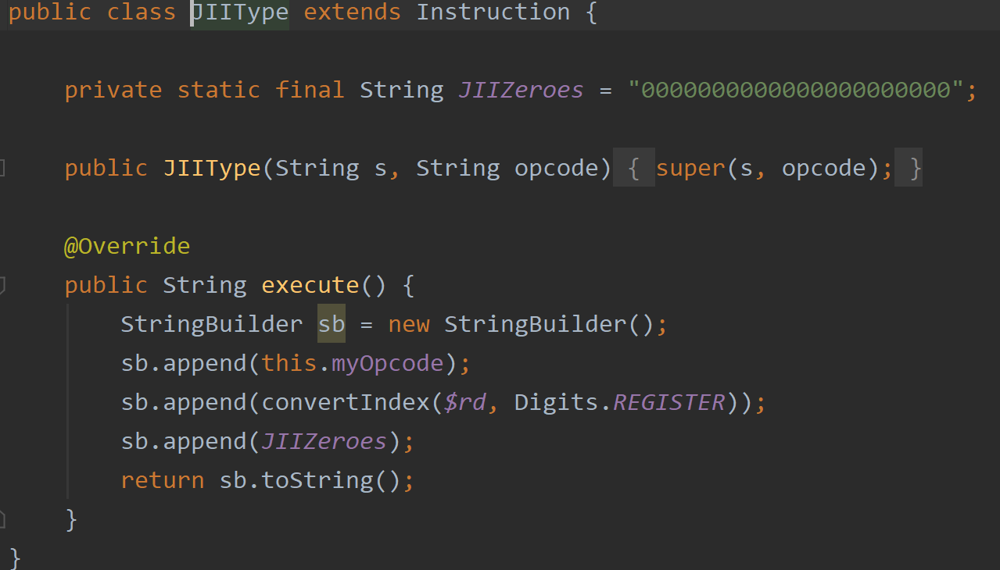 public class JIIType extends Instruction {
private static final String JIIZeroes = "0000000000000000000000";
public JIIType(String s, String opcode) { super(s, opcode); }
@Override
public String execute() {
StringBuilder sb = new StringBuilder();
sb.append(this.myOpcode);
sb.append(convertIndex($rd, Digits.REGISTER));
sb.append(JIIZeroes);
return sb.toString();
}
}